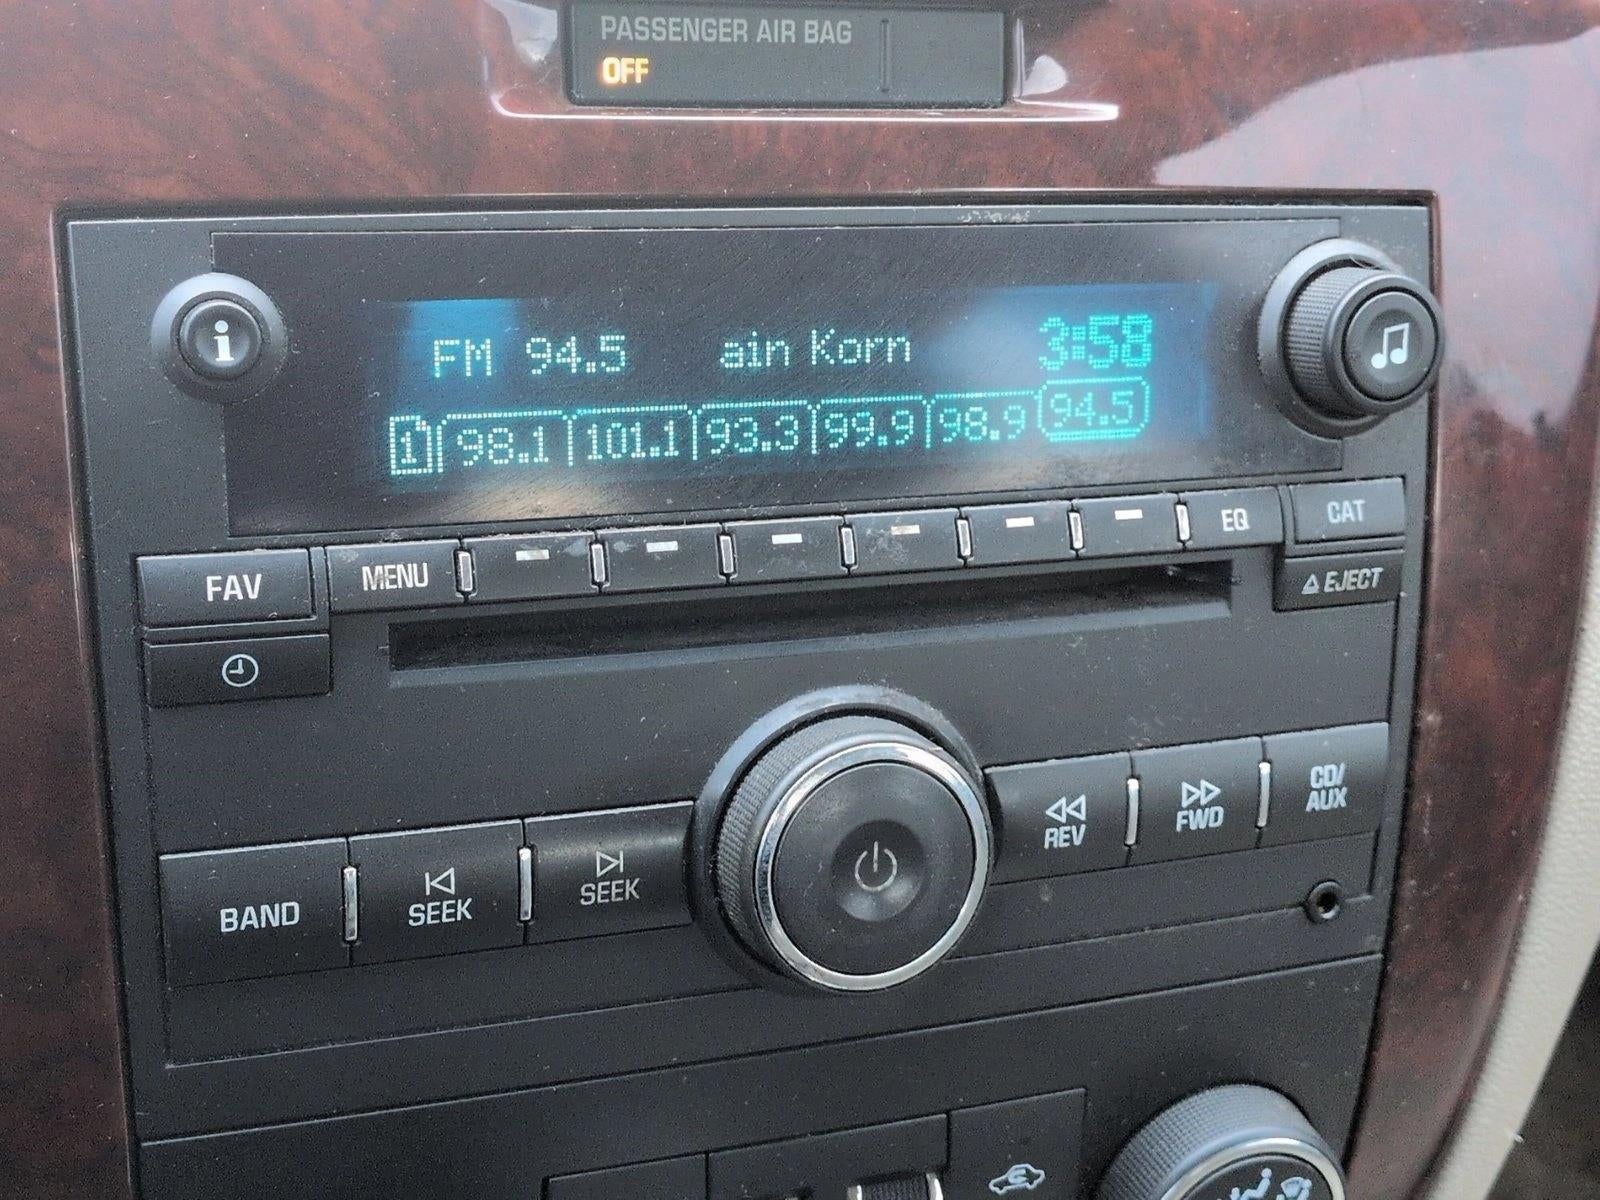 PASSENGER AIR BAG
OFF
i
FM 94.5 ain Korn 3:58
1 98.1 101.1 93.3 99.9 98.9 94.5
FAV MENU EQ CAT
EJECT
BAND SEEK SEEK REV FWD CD/
AUX